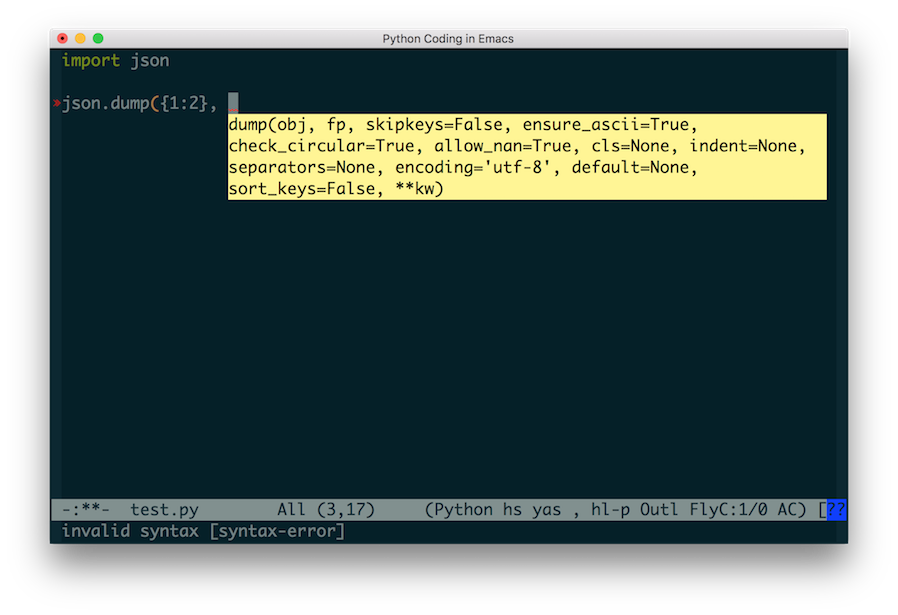 Python Coding in Emacs
import json
»json.dump({1:2},
dump(obj, fp, skipkeys=False, ensure_ascii=True,
check_circular=True, allow_nan=True, cls=None, indent=None,
separators=None, encoding='utf-8', default=None,
sort_keys=False, **kw)
-:**-  test.py        All (3,17)     (Python hs yas , hl-p Outl FlyC:1/0 AC) [??
invalid syntax [syntax-error]